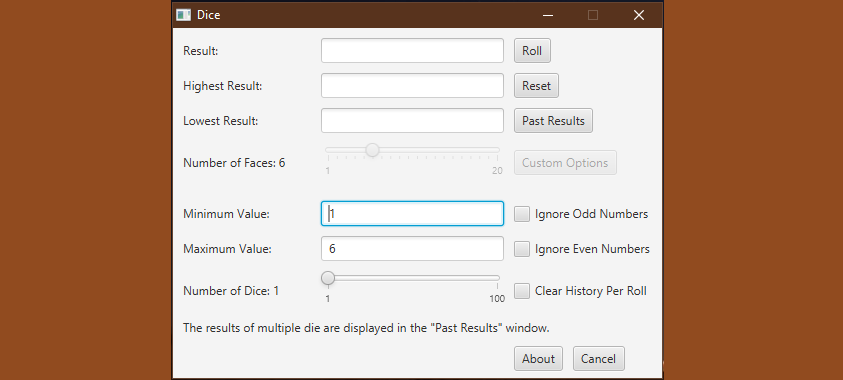 Dice
Result: Roll
Highest Result: Reset
Lowest Result: Past Results
Number of Faces: 6 Custom Options
1 20
Minimum Value: 1 Ignore Odd Numbers
Maximum Value: 6 Ignore Even Numbers
Number of Dice: 1 Clear History Per Roll
1 100
The results of multiple die are displayed in the "Past Results" window.
About Cancel